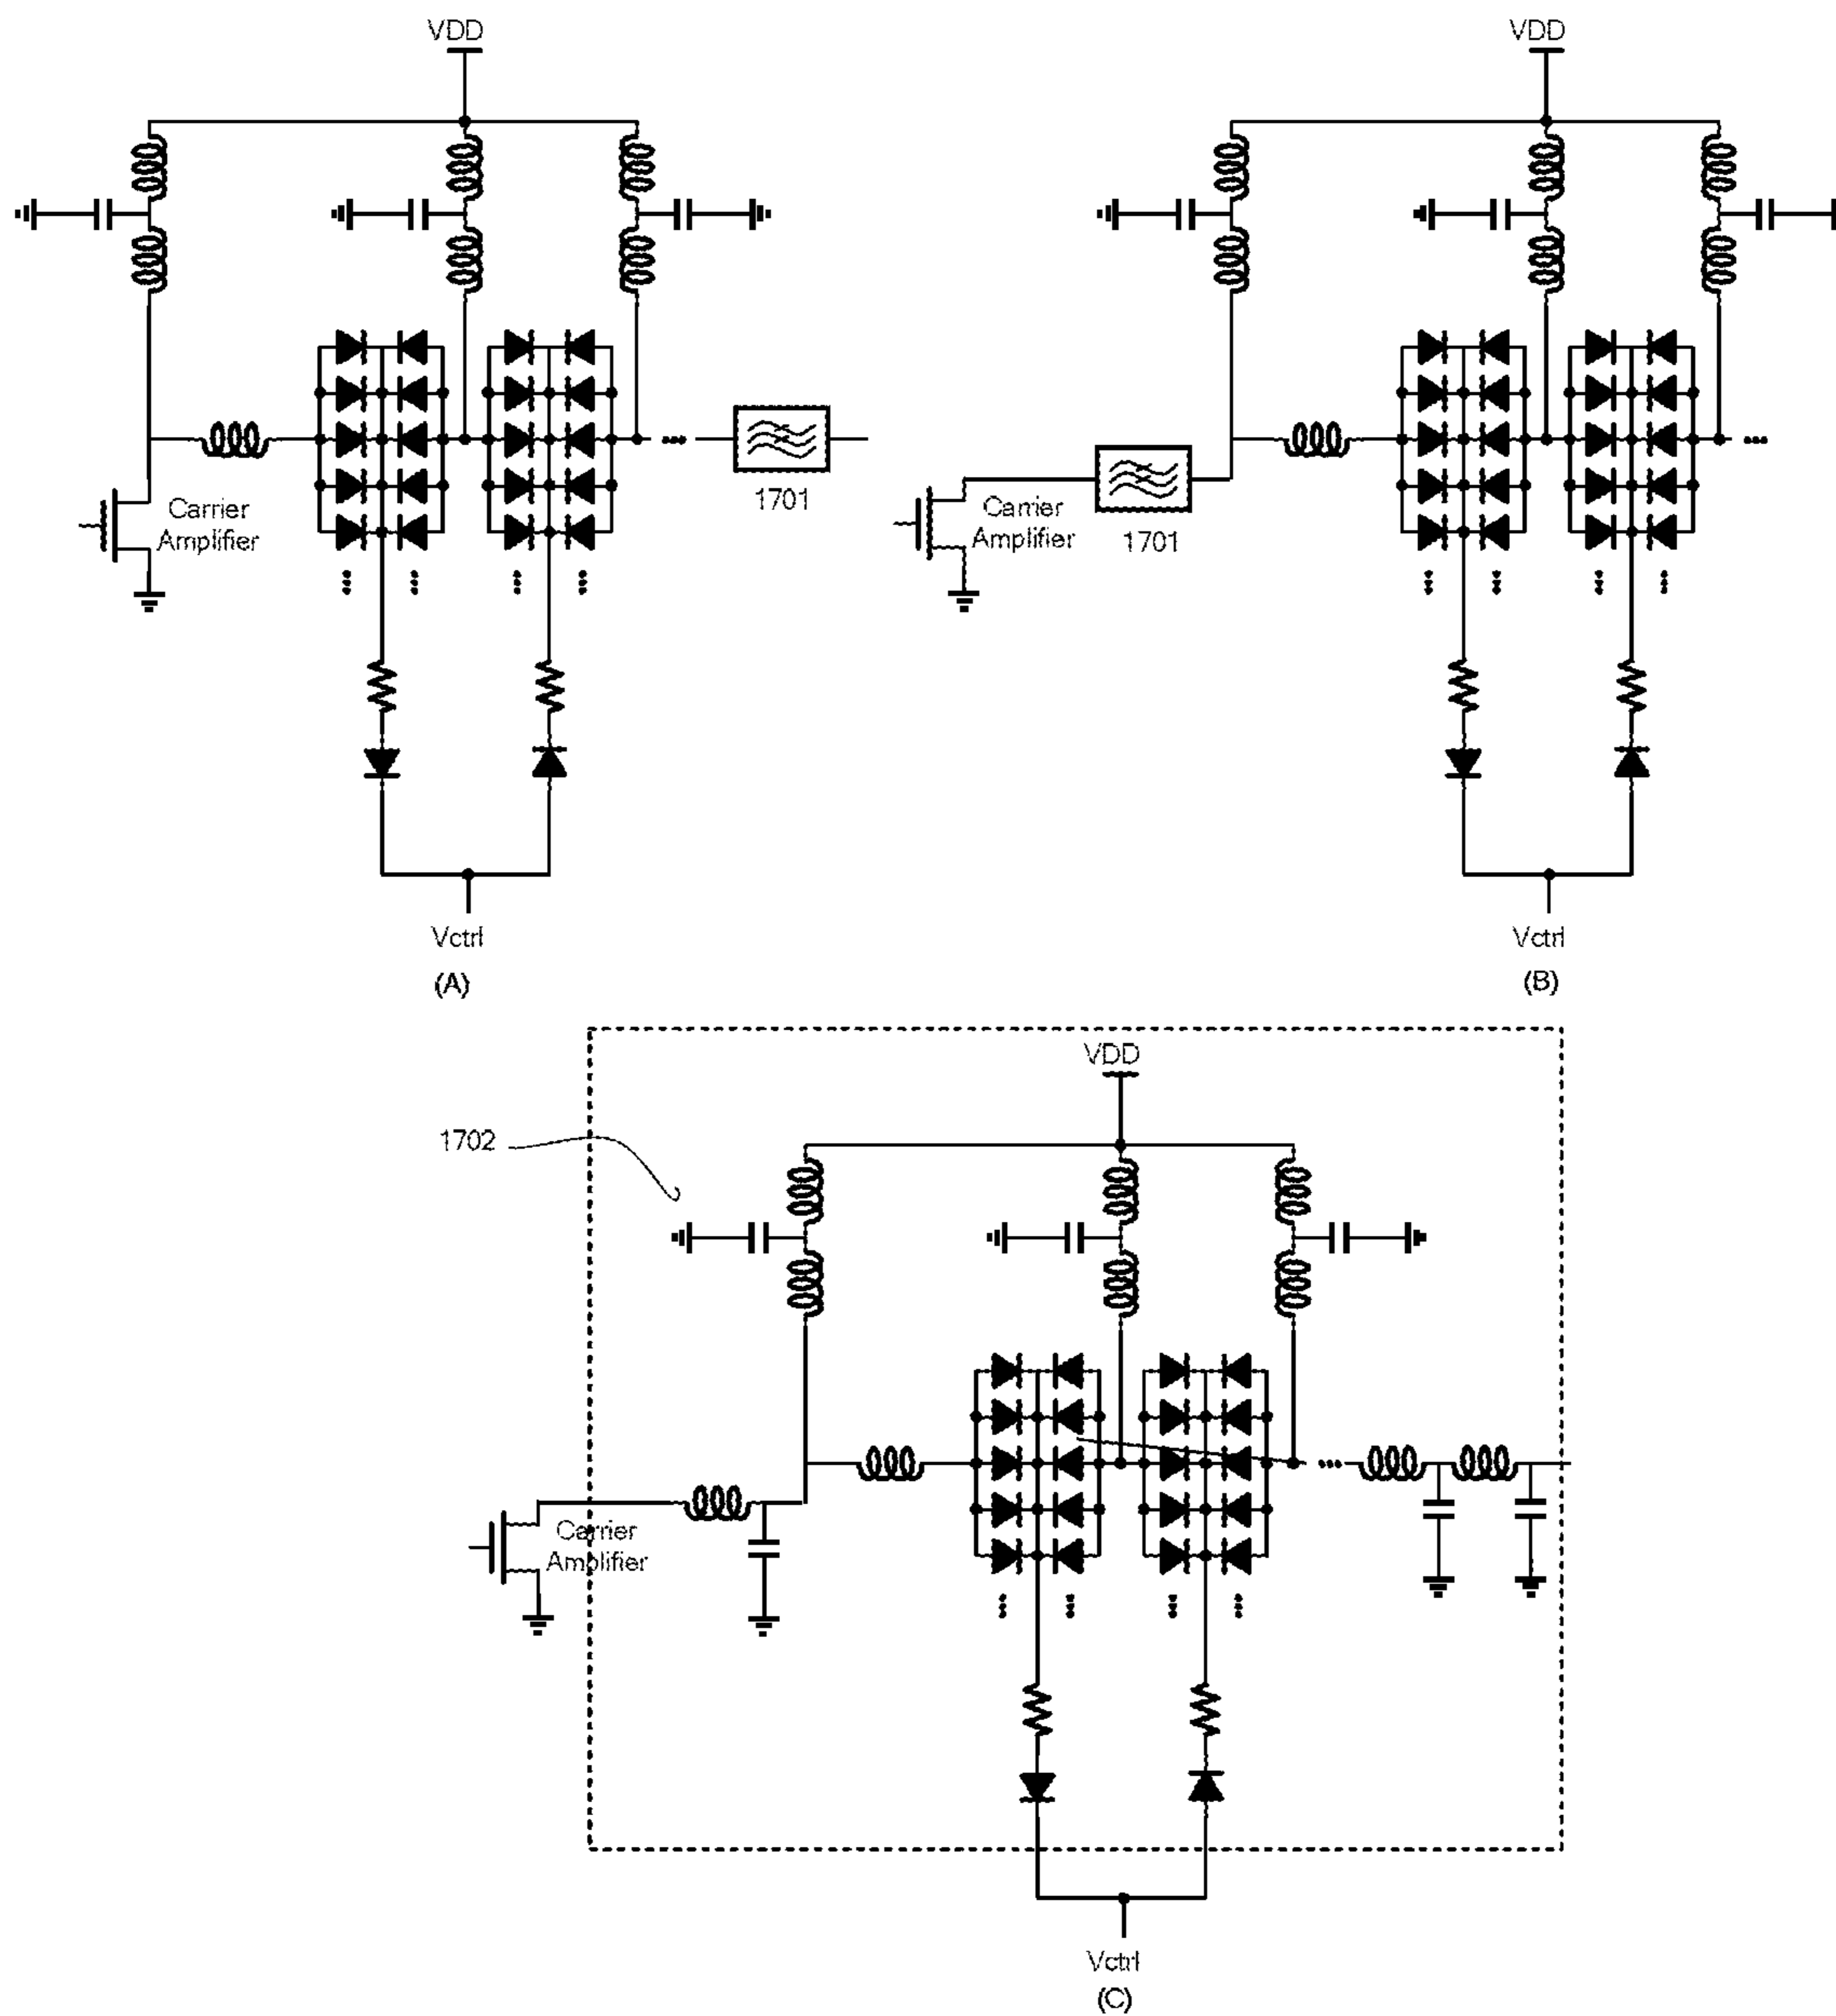 VDD
Carrier
Amplifier
1701
Vctrl
(A)
VDD
Carrier
Amplifier
1701
Vctrl
(B)
VDD
1702
Carrier
Amplifier
Vctrl
(C)